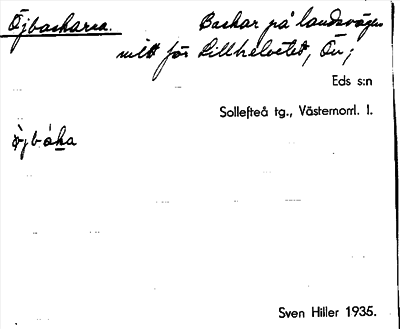 Öjbackarna. Backar på landsvägen
mitt för Lillhelvetet, Ön;
Eds s:n
Sollefteå tg., Västernorrl. l.
Sven Hiller 1935.